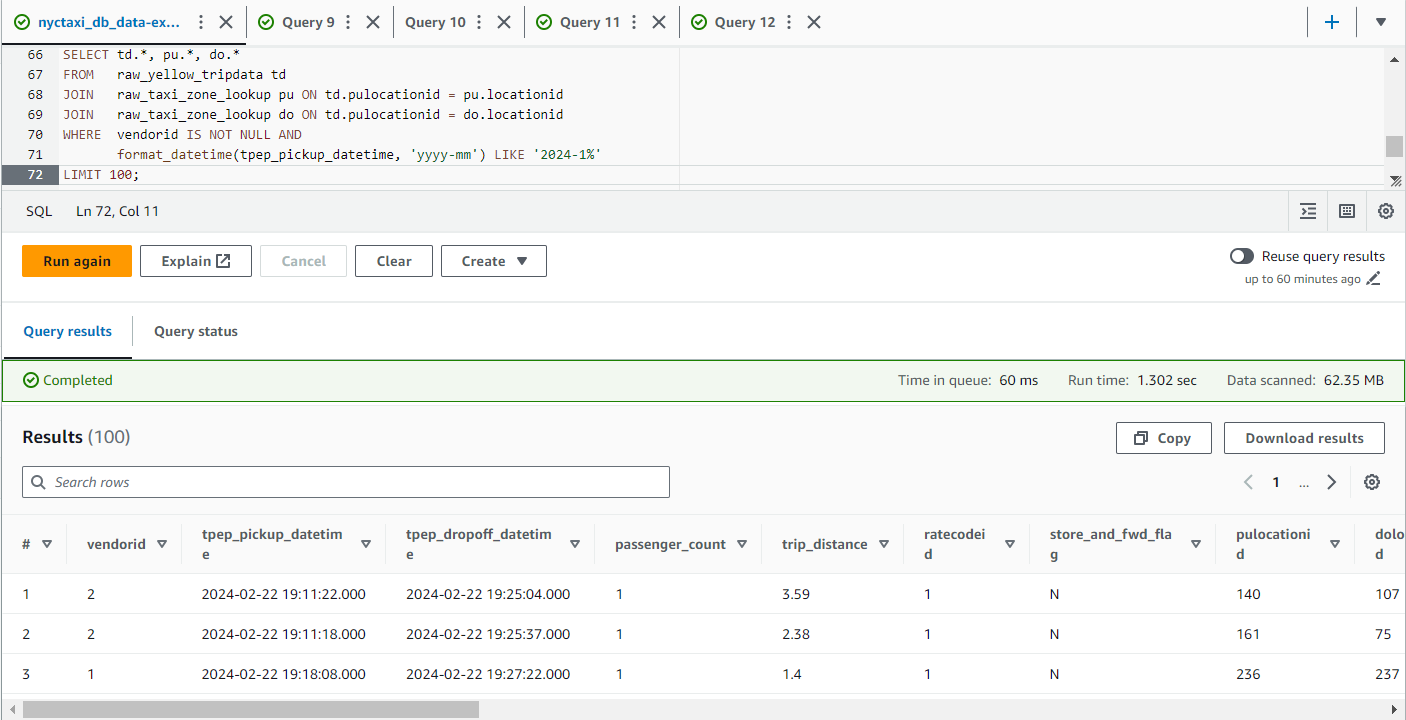 nyctaxi_db_data-ex... Query 9 Query 10 Query 11 Query 12
66 SELECT td.*, pu.*, do.*
67 FROM raw_yellow_tripdata td
68 JOIN raw_taxi_zone_lookup pu ON td.pulocationid = pu.locationid
69 JOIN raw_taxi_zone_lookup do ON td.pulocationid = do.locationid
70 WHERE vendorid IS NOT NULL AND
71 format_datetime(tpep_pickup_datetime, 'yyyy-mm') LIKE '2024-1%'
72 LIMIT 100;
SQL Ln 72, Col 11
Run again Explain Cancel Clear Create Reuse query results
up to 60 minutes ago
Query results Query status
Completed Time in queue: 60 ms Run time: 1.302 sec Data scanned: 62.35 MB
Results (100) Copy Download results
Search rows 1 ...
# vendorid tpep_pickup_datetim
e tpep_dropoff_datetim
e passenger_count trip_distance ratecodei
d store_and_fwd_fla
g pulocationi
d dolo
d
1 2 2024-02-22 19:11:22.000 2024-02-22 19:25:04.000 1 3.59 1 N 140 107
2 2 2024-02-22 19:11:18.000 2024-02-22 19:25:37.000 1 2.38 1 N 161 75
3 1 2024-02-22 19:18:08.000 2024-02-22 19:27:22.000 1 1.4 1 N 236 237